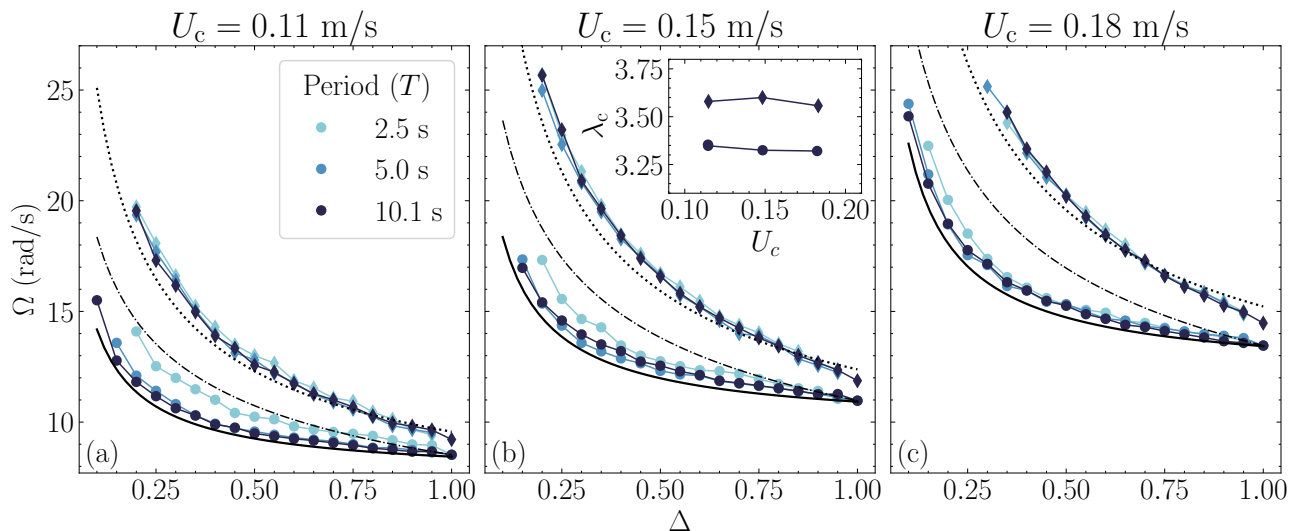 U_c = 0.11 m/s
U_c = 0.15 m/s
U_c = 0.18 m/s
Ω (rad/s)
25
20
15
10
Period (T)
2.5 s
5.0 s
10.1 s
(a)
0.25 0.50 0.75 1.00
λ_c
3.75
3.50
3.25
0.10 0.15 0.20
U_c
(b)
0.25 0.50 0.75 1.00
Δ
(c)
0.25 0.50 0.75 1.00